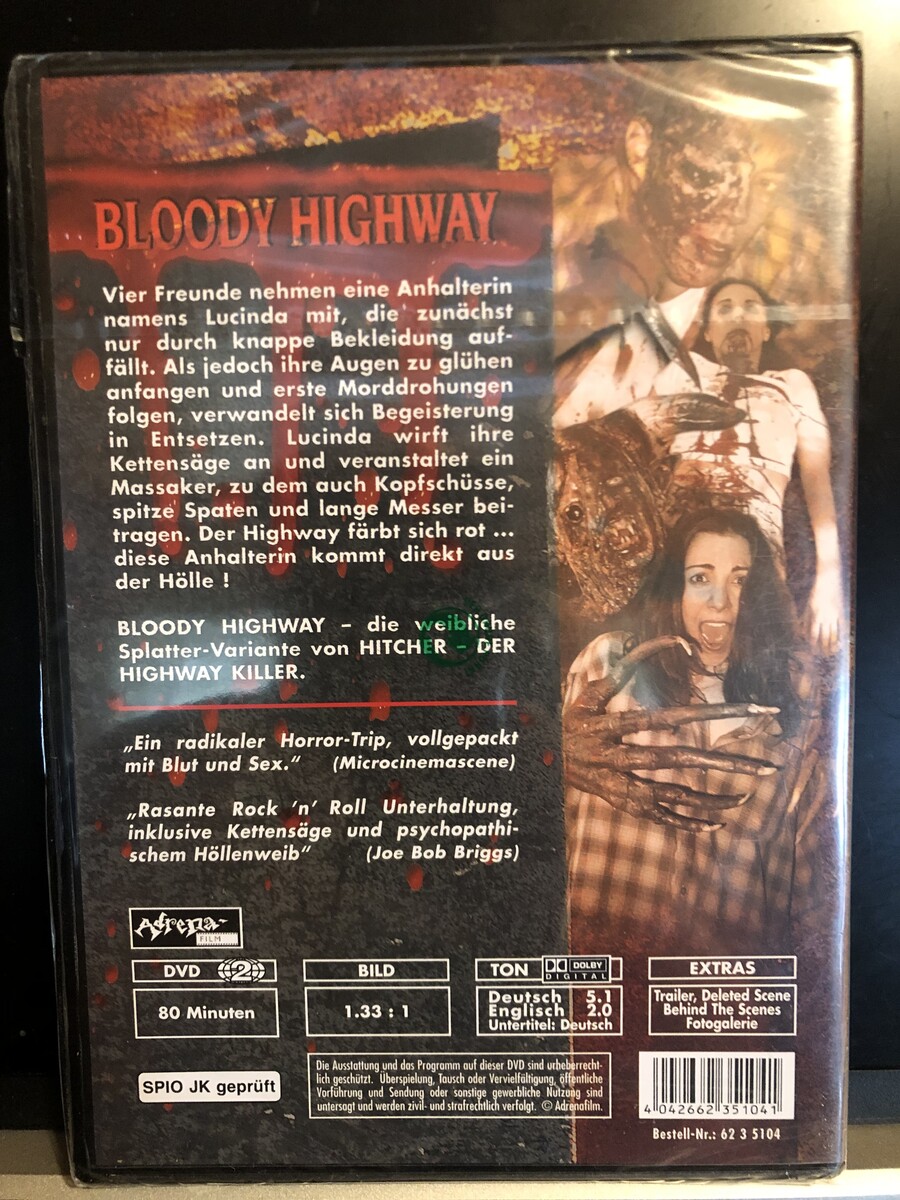 BLOODY HIGHWAY
Vier Freunde nehmen eine Anhalterin
namens Lucinda mit, die zunächst
nur durch knappe Bekleidung auf-
fällt. Als jedoch ihre Augen zu glühen
anfangen und erste Morddrohungen
folgen, verwandelt sich Begeisterung
in Entsetzen. Lucinda wirft ihre
Kettensäge an und veranstaltet ein
Massaker, zu dem auch Kopfschüsse,
spitze Spaten und lange Messer bei-
tragen. Der Highway färbt sich rot ...
diese Anhalterin kommt direkt aus
der Hölle !
BLOODY HIGHWAY – die weibliche
Splatter-Variante von HITCHER – DER
HIGHWAY KILLER.
„Ein radikaler Horror-Trip, vollgepackt
mit Blut und Sex.“ (Microcinemascene)
„Rasante Rock ’n’ Roll Unterhaltung,
inklusive Kettensäge und psychopathi-
schem Höllenweib“ (Joe Bob Briggs)
Adrena-
FILM
DVD 2
80 Minuten
BILD
1.33 : 1
TON DOLBY
DIGITAL
Deutsch 5.1
Englisch 2.0
Untertitel: Deutsch
EXTRAS
Trailer, Deleted Scene
Behind The Scenes
Fotogalerie
SPIO JK geprüft
Die Ausstattung und das Programm auf dieser DVD sind urheberrecht-
lich geschützt. Überspielung, Tausch oder Vervielfältigung, öffentliche
Vorführung und Sendung oder sonstige gewerbliche Nutzung sind
untersagt und werden zivil- und strafrechtlich verfolgt. © Adrenafilm.
4 042662 351041
Bestell-Nr.: 62 3 5104